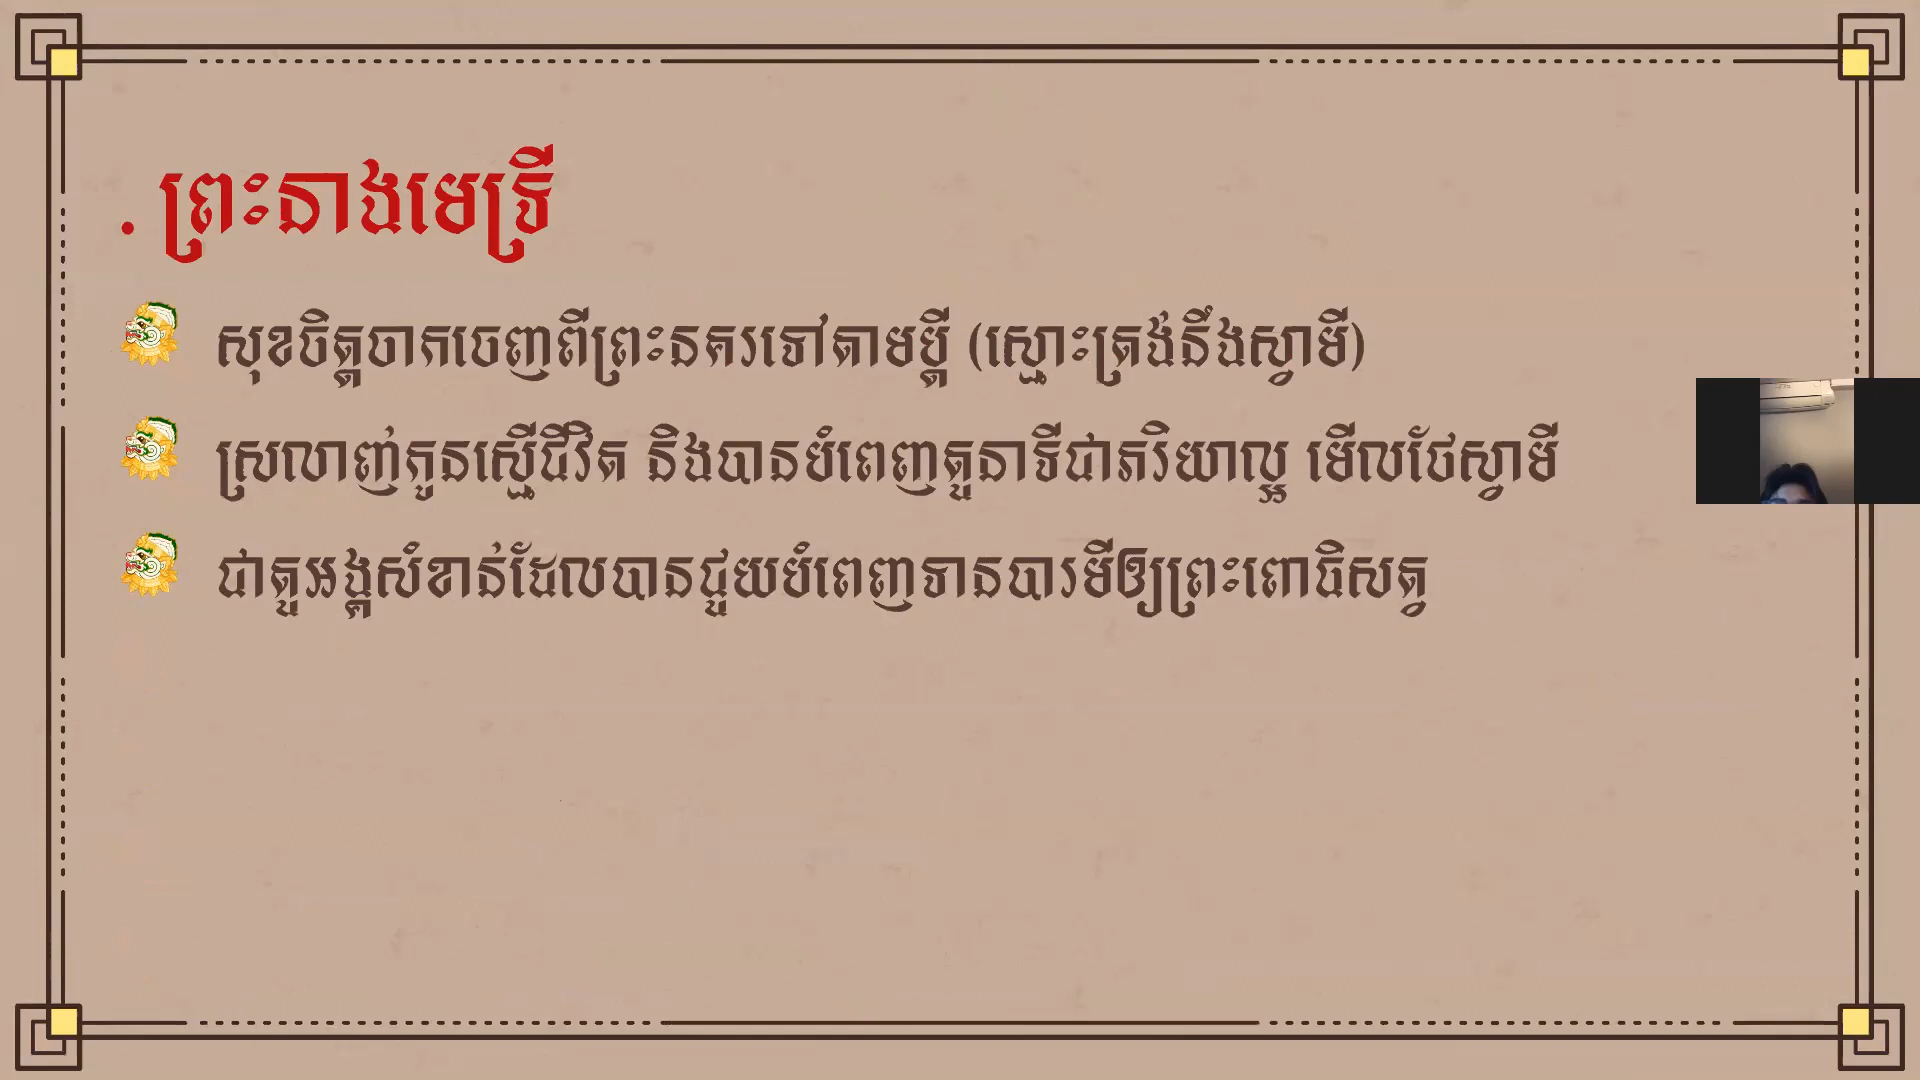 . ព្រះនាងមេទ្រី
សុខចិត្តចាកចេញពីព្រះនគរទៅតាមប្ដី (ស្មោះត្រង់នឹងស្វាមី)
ស្រលាញ់កូនស្មើជីវិត និងបានបំពេញតួនាទីជាភរិយាល្អ មើលថែស្វាមី
ជាតួអង្គសំខាន់ដែលបានជួយបំពេញទានបារមីឲ្យព្រះពោធិសត្វ